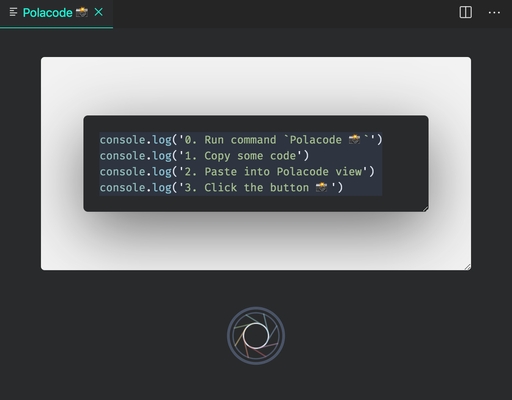 Polacode 📸
console.log('0. Run command `Polacode 📸`')
console.log('1. Copy some code')
console.log('2. Paste into Polacode view')
console.log('3. Click the button 📸')